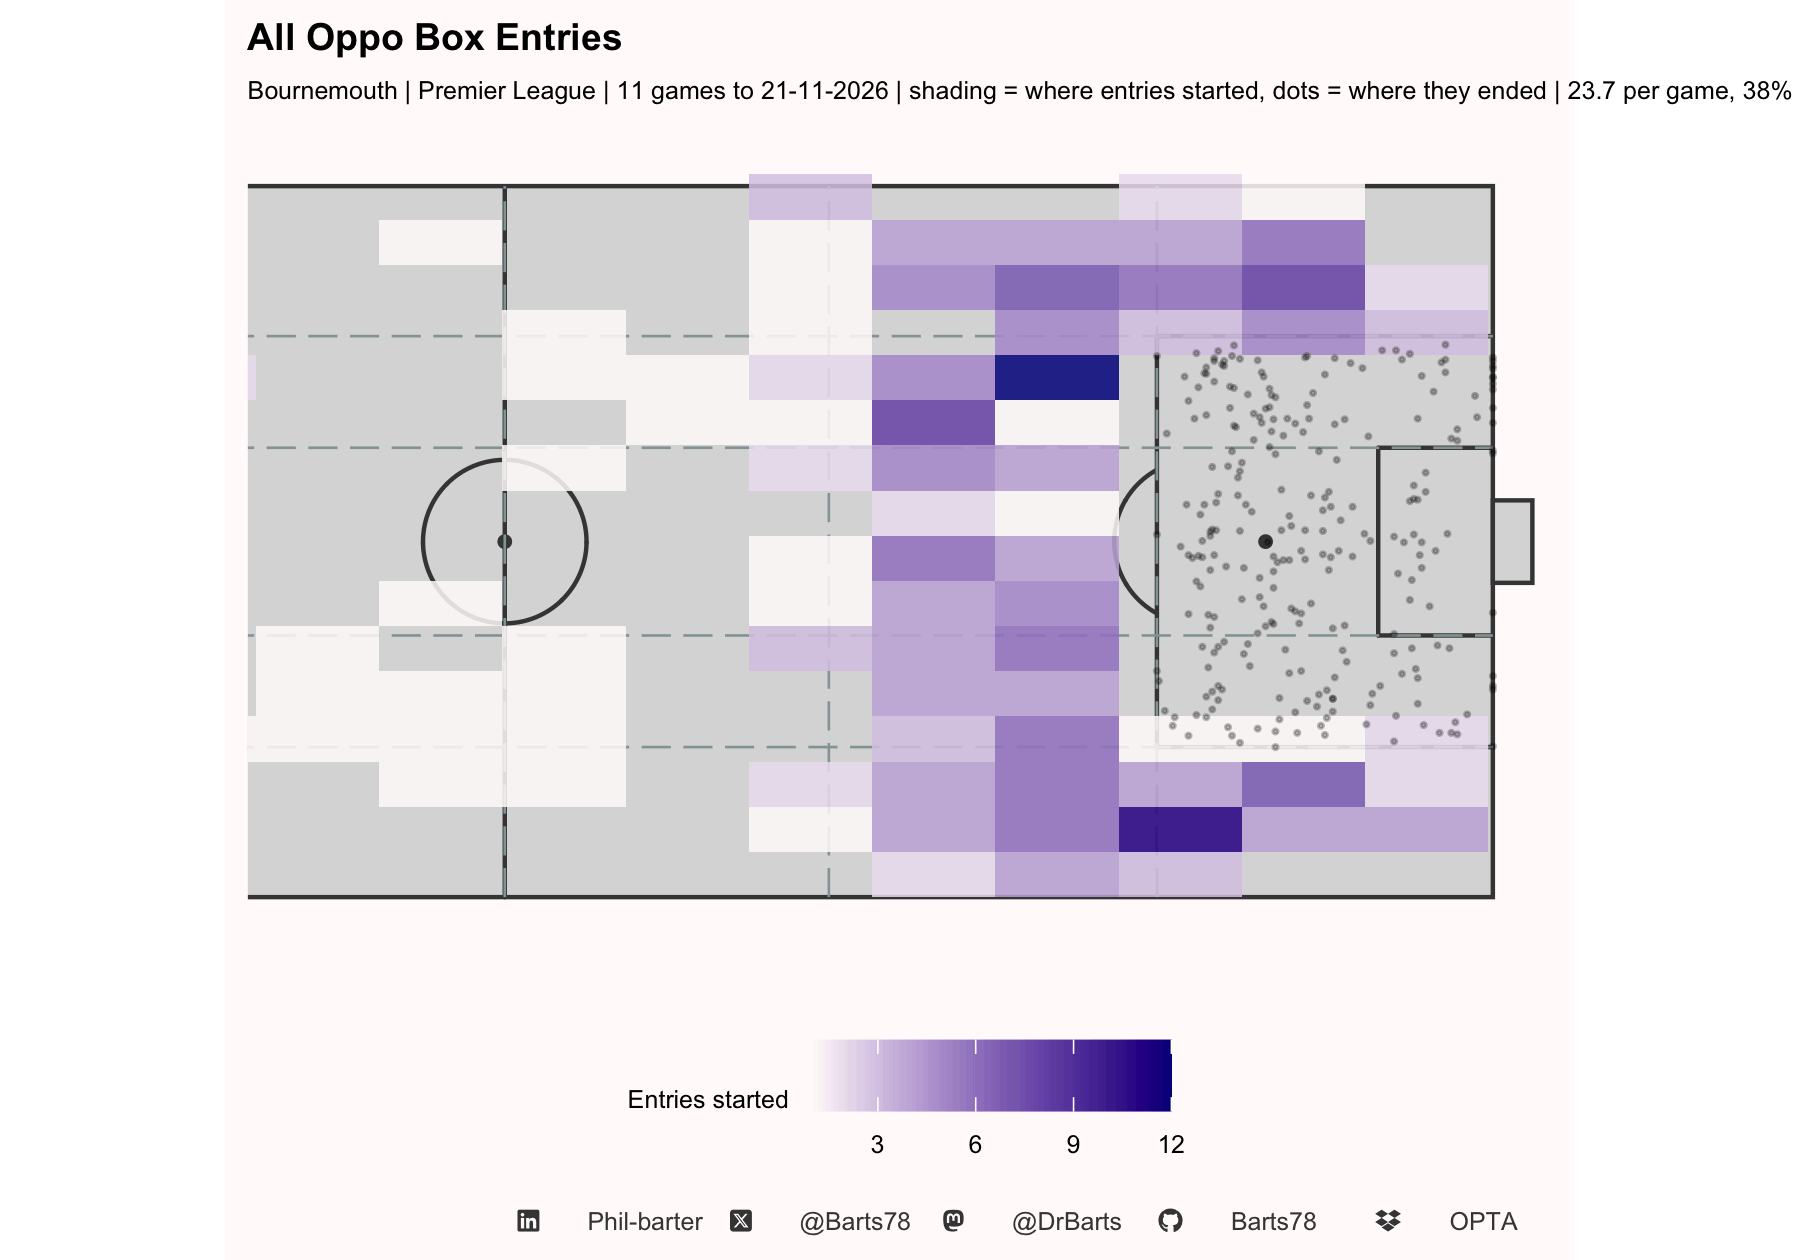 All Oppo Box Entries
Bournemouth | Premier League | 11 games to 21-11-2026 | shading = where entries started, dots = where they ended | 23.7 per game, 38%
Entries started
3 6 9 12
Phil-barter @Barts78 @DrBarts Barts78 OPTA